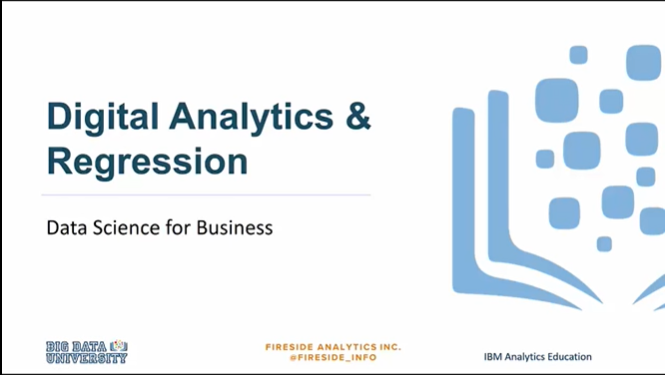 Digital Analytics &
Regression
Data Science for Business
BIG DATA
UNIVERSITY
FIRESIDE ANALYTICS INC.
@FIRESIDE_INFO
IBM Analytics Education